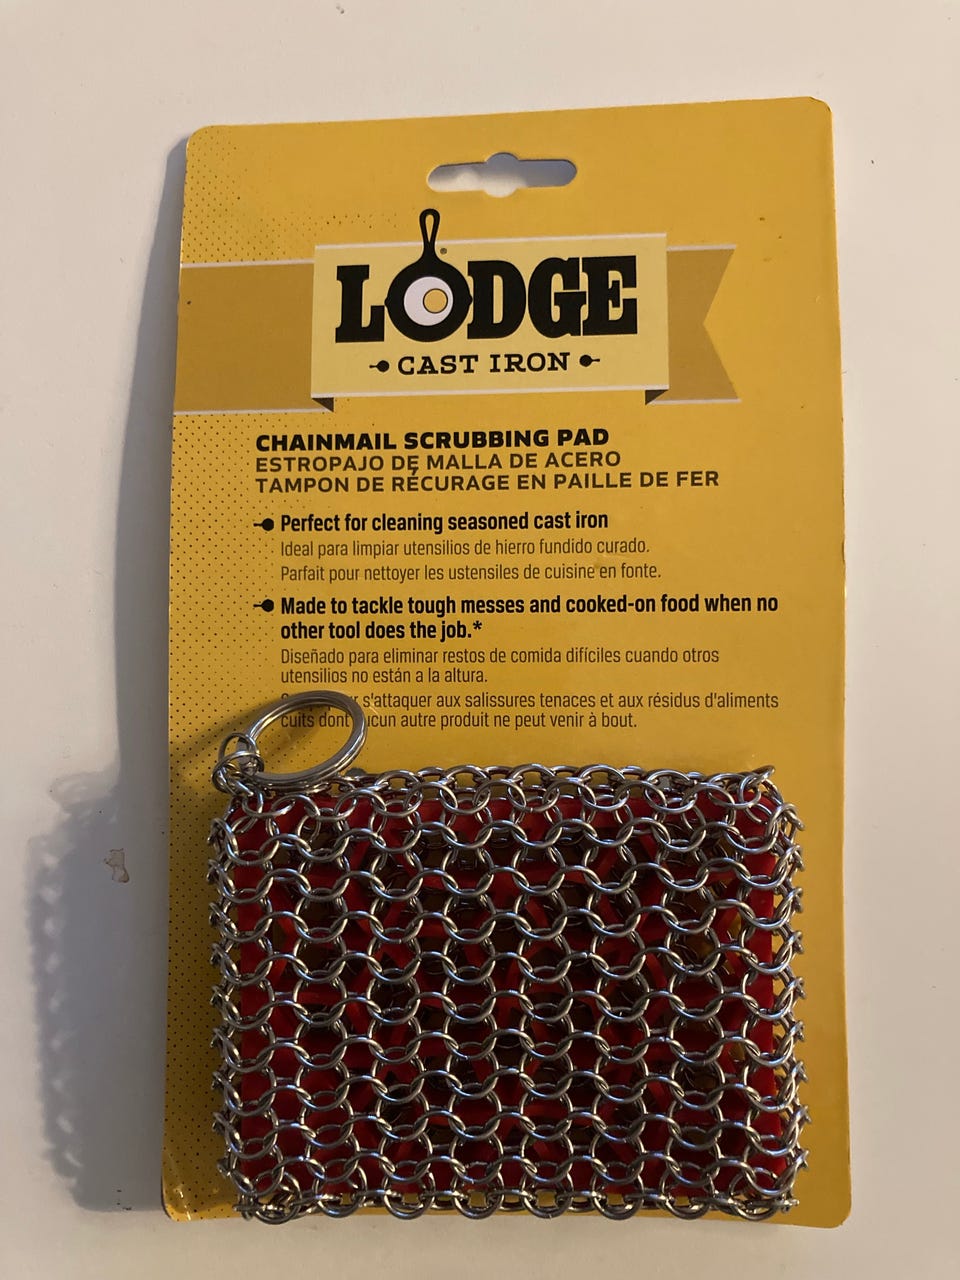 LODGE
®
CAST IRON
CHAINMAIL SCRUBBING PAD
ESTROPAJO DE MALLA DE ACERO
TAMPON DE RÉCURAGE EN PAILLE DE FER
Perfect for cleaning seasoned cast iron
Ideal para limpiar utensilios de hierro fundido curado.
Parfait pour nettoyer les ustensiles de cuisine en fonte.
Made to tackle tough messes and cooked-on food when no
other tool does the job.*
Diseñado para eliminar restos de comida difíciles cuando otros
utensilios no están a la altura.
s'attaquer aux salissures tenaces et aux résidus d'aliments
cuits dont ucun autre produit ne peut venir à bout.